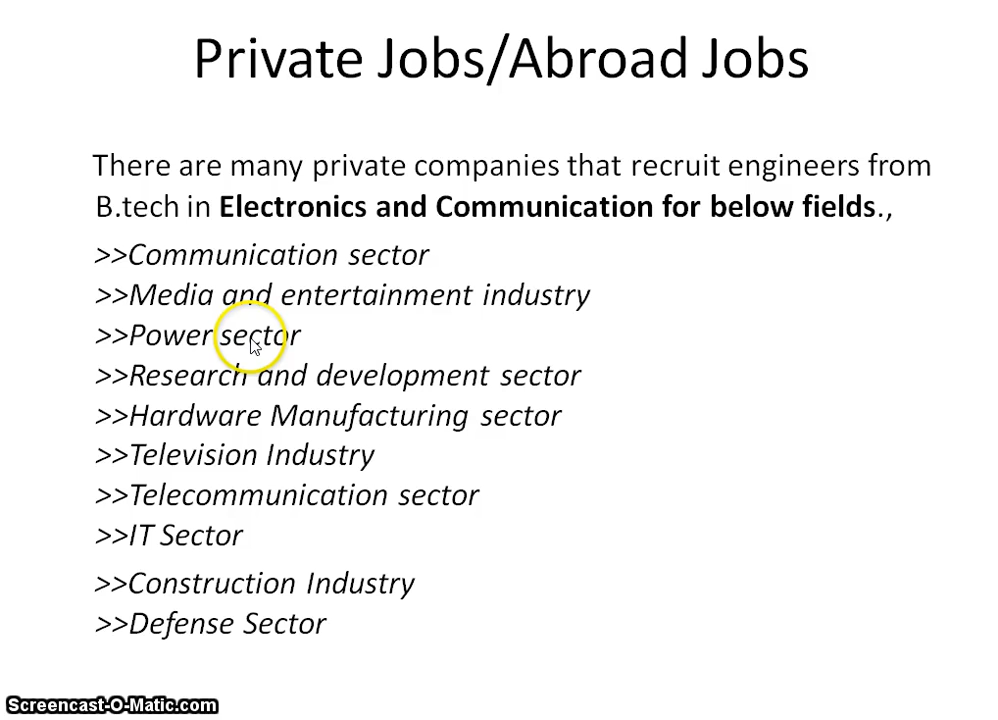 Private Jobs/Abroad Jobs
There are many private companies that recruit engineers from
B.tech in Electronics and Communication for below fields.,
>>Communication sector
>>Media and entertainment industry
>>Power sector
>>Research and development sector
>>Hardware Manufacturing sector
>>Television Industry
>>Telecommunication sector
>>IT Sector
>>Construction Industry
>>Defense Sector
Screencast-O-Matic.com